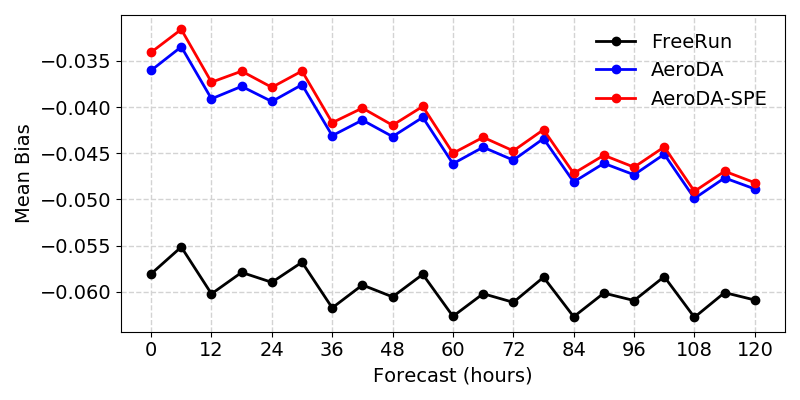 FreeRun
AeroDA
AeroDA-SPE
Mean Bias
−0.035
−0.040
−0.045
−0.050
−0.055
−0.060
0 12 24 36 48 60 72 84 96 108 120
Forecast (hours)